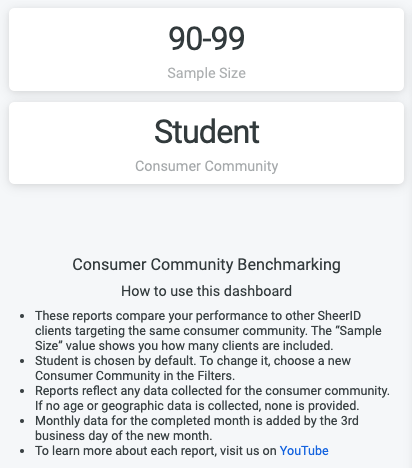 90-99
Sample Size
Student
Consumer Community
Consumer Community Benchmarking
How to use this dashboard
• These reports compare your performance to other SheerID
clients targeting the same consumer community. The “Sample
Size” value shows you how many clients are included.
• Student is chosen by default. To change it, choose a new
Consumer Community in the Filters.
• Reports reflect any data collected for the consumer community.
If no age or geographic data is collected, none is provided.
• Monthly data for the completed month is added by the 3rd
business day of the new month.
• To learn more about each report, visit us on YouTube